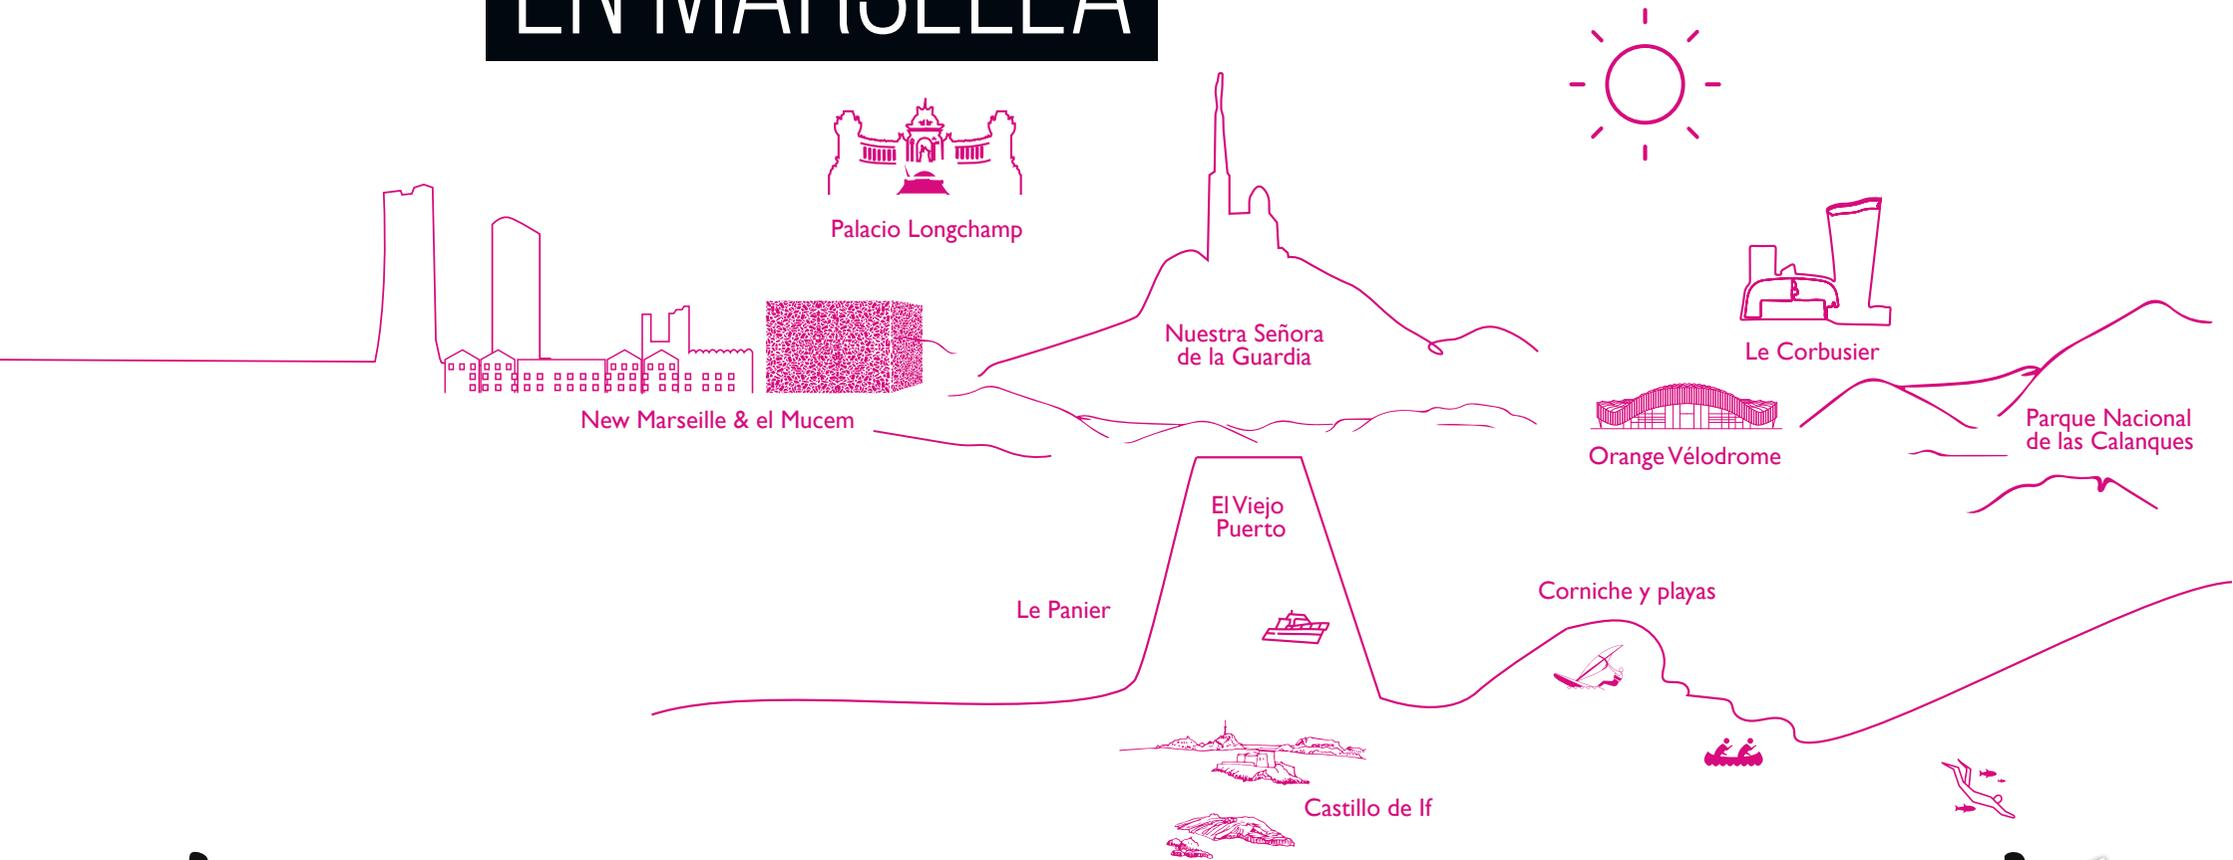 EN MARSELLA
Palacio Longchamp
Nuestra Señora
de la Guardia
Le Corbusier
New Marseille & el Mucem
Orange Vélodrome
Parque Nacional
de las Calanques
El Viejo
Puerto
Le Panier
Corniche y playas
Castillo de If